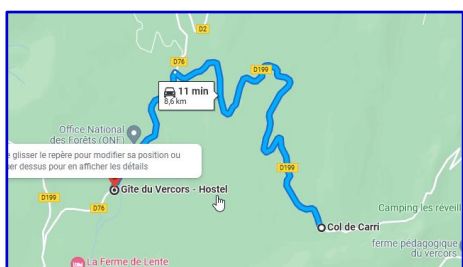 D2
D76
D199
11 min
8,6 km
Office National
des Forêts (ONF)
e glisser le repère pour modifier sa position ou
er dessus pour en afficher les détails
D199
Gîte du Vercors - Hostel
D199
D76
Col de Carri
Camping les réveill
ferme pédagogique
du vercors
La Ferme de Lente